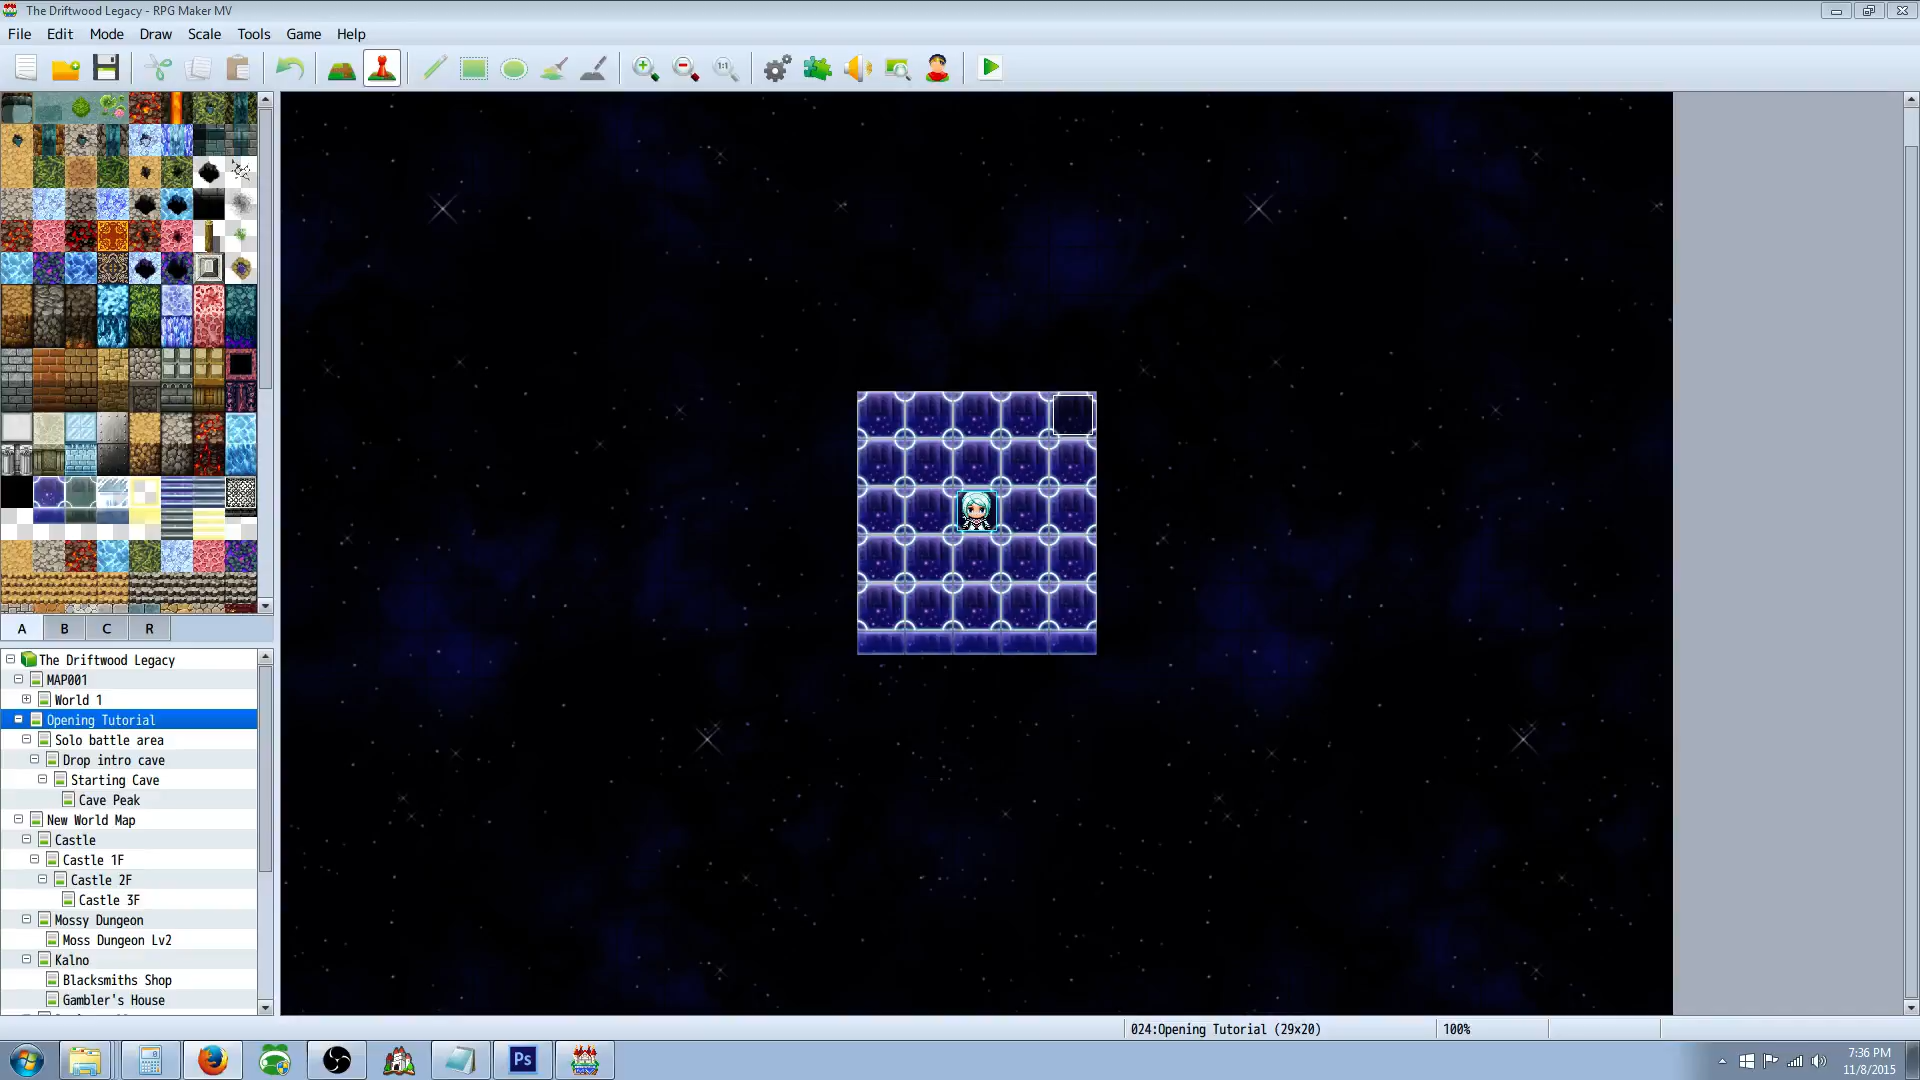 The Driftwood Legacy - RPG Maker MV
File Edit Mode Draw Scale Tools Game Help
1:1
A B C R
The Driftwood Legacy
MAP001
World 1
Opening Tutorial
Solo battle area
Drop intro cave
Starting Cave
Cave Peak
New World Map
Castle
Castle 1F
Castle 2F
Castle 3F
Mossy Dungeon
Moss Dungeon Lv2
Kalno
Blacksmiths Shop
Gambler's House
024:Opening Tutorial (29x20) 100%
Ps
7:36 PM
11/8/2015